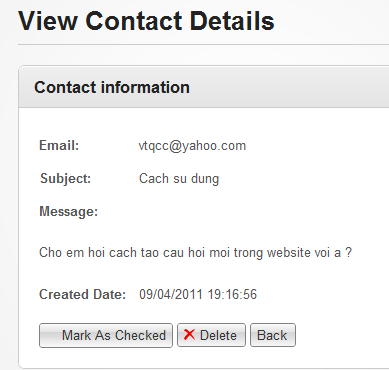 View Contact Details
Contact information
Email: vtqcc@yahoo.com
Subject: Cach su dung
Message:
Cho em hoi cach tao cau hoi moi trong website voi a ?
Created Date: 09/04/2011 19:16:56
Mark As Checked Delete Back